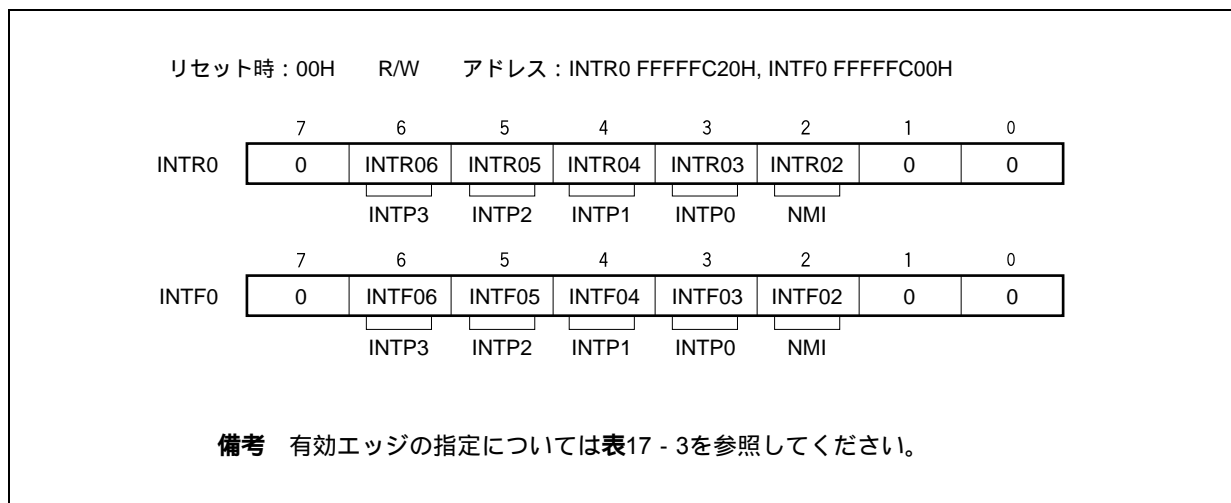 リセット時：00H R/W アドレス：INTR0 FFFFFC20H, INTF0 FFFFFC00H
7 6 5 4 3 2 1 0
INTR0 0 INTR06 INTR05 INTR04 INTR03 INTR02 0 0
INTP3 INTP2 INTP1 INTP0 NMI
7 6 5 4 3 2 1 0
INTF0 0 INTF06 INTF05 INTF04 INTF03 INTF02 0 0
INTP3 INTP2 INTP1 INTP0 NMI
備考 有効エッジの指定については表17 - 3を参照してください。